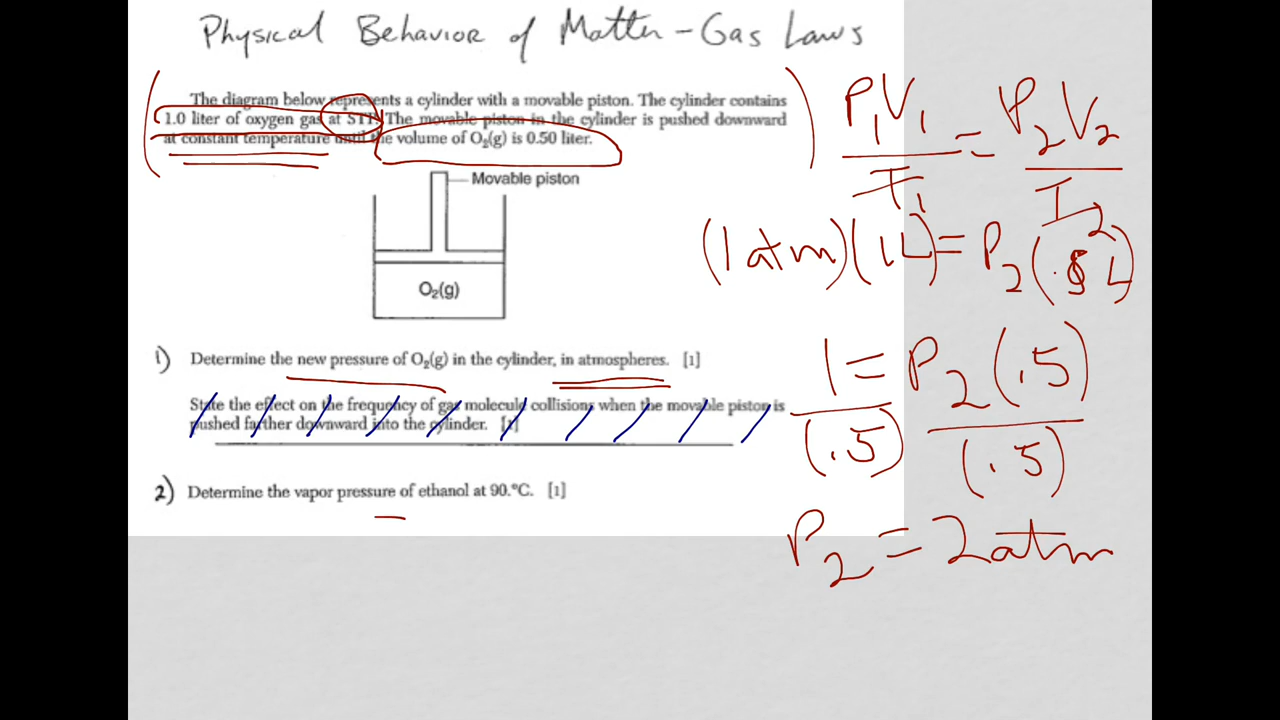 Physical Behavior of Matter - Gas Laws
The diagram below represents a cylinder with a movable piston. The cylinder contains
1.0 liter of oxygen gas at STP. The movable piston in the cylinder is pushed downward
at constant temperature until the volume of O₂(g) is 0.50 liter.
Movable piston
O₂(g)
1) Determine the new pressure of O₂(g) in the cylinder, in atmospheres. [1]
State the effect on the frequency of gas molecule collisions when the movable piston is
pushed farther downward into the cylinder. [1]
2) Determine the vapor pressure of ethanol at 90.°C. [1]
P₁V₁ = P₂V₂
T₁ T₂
(1 atm)(1L) = P₂(.5 L)
1 = P₂(.5)
(.5) (.5)
P₂ = 2 atm